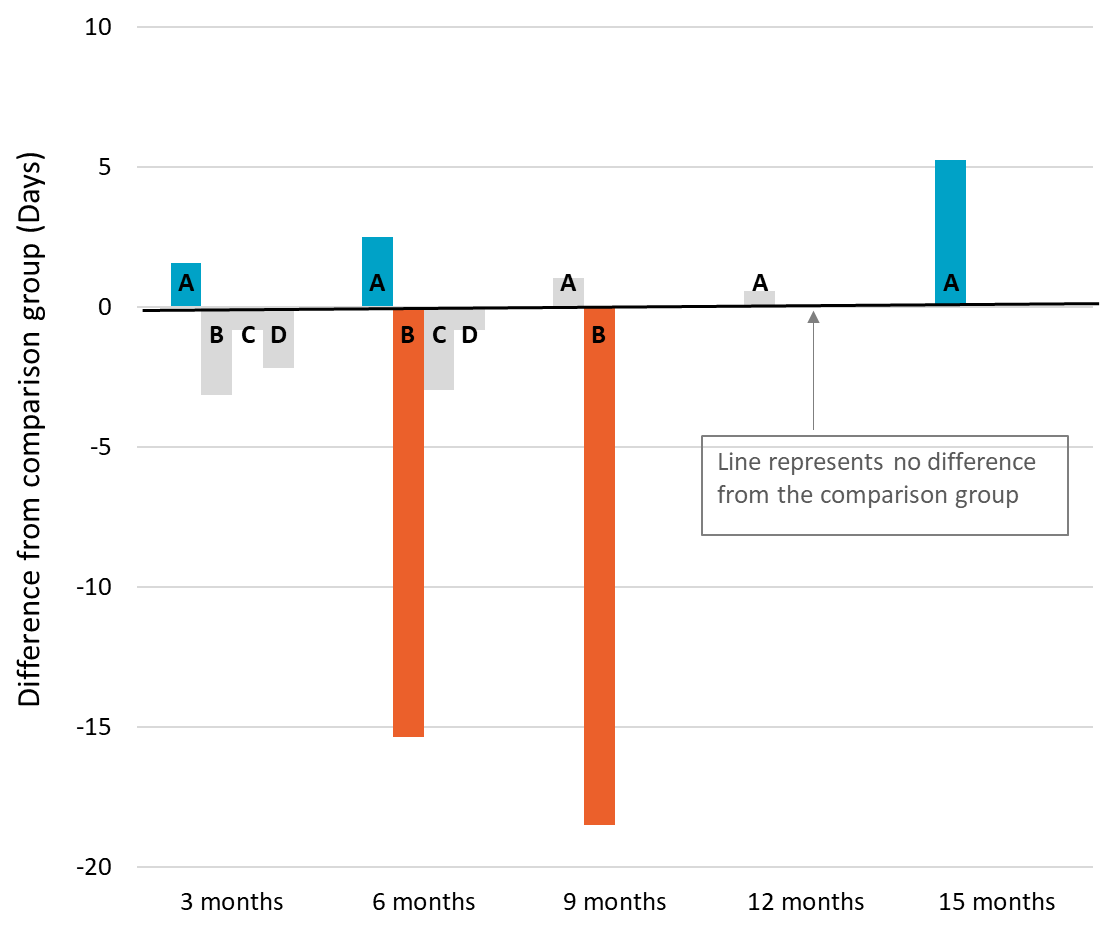 Difference from comparison group (Days)
10
5
0
-5
-10
-15
-20
A
B
C
D
A
B
C
D
A
B
A
A
Line represents no difference
from the comparison group
3 months
6 months
9 months
12 months
15 months